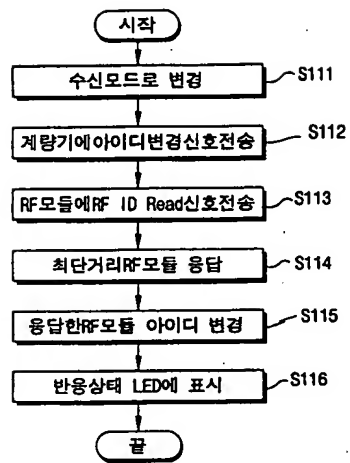 시작
수신모드로 변경 S111
계량기에아이디변경신호전송 S112
RF모듈에RF ID Read신호전송 S113
최단거리RF모듈 응답 S114
응답한RF모듈 아이디 변경 S115
반응상태 LED에 표시 S116
끝